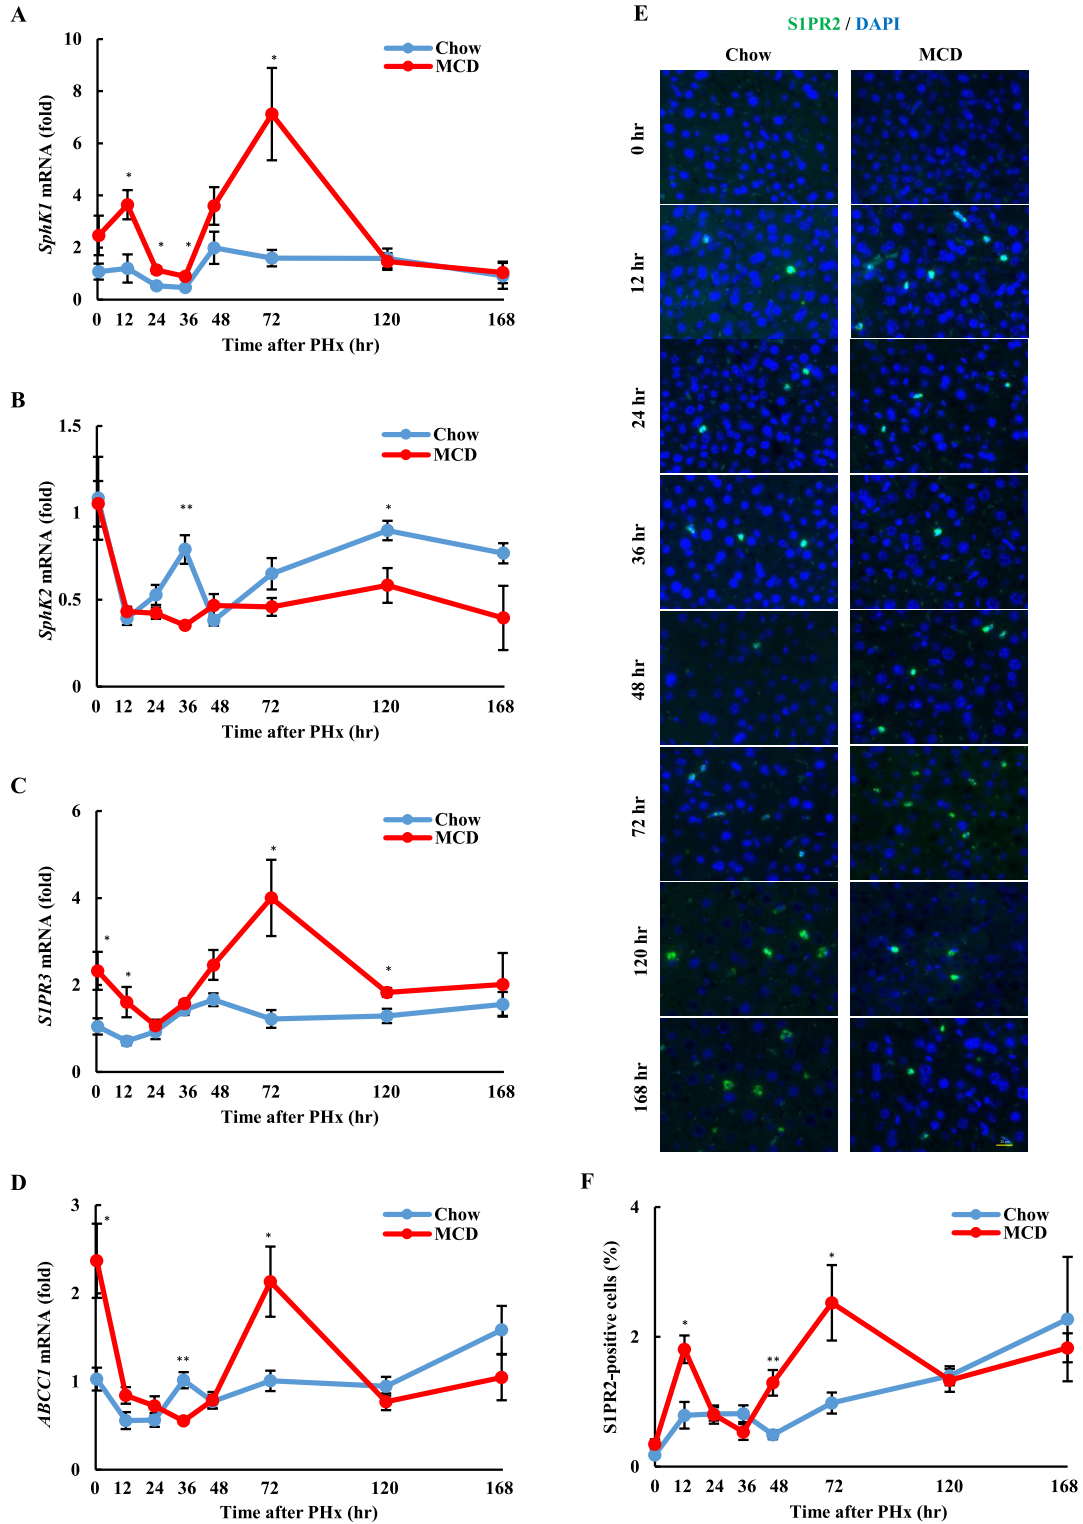 A
10
8
6
4
2
0
SphK1 mRNA (fold)
Chow
MCD
*
*
*
*
0 12 24 36 48 72 120 168
Time after PHx (hr)
B
1.5
1
0.5
0
SphK2 mRNA (fold)
Chow
MCD
**
*
0 12 24 36 48 72 120 168
Time after PHx (hr)
C
6
4
2
0
S1PR3 mRNA (fold)
Chow
MCD
*
*
*
*
0 12 24 36 48 72 120 168
Time after PHx (hr)
D
3
2
1
0
ABCC1 mRNA (fold)
Chow
MCD
*
**
*
0 12 24 36 48 72 120 168
Time after PHx (hr)
E
S1PR2 / DAPI
Chow MCD
0 hr
12 hr
24 hr
36 hr
48 hr
72 hr
120 hr
168 hr
F
4
2
0
S1PR2-positive cells (%)
Chow
MCD
*
**
*
0 12 24 36 48 72 120 168
Time after PHx (hr)